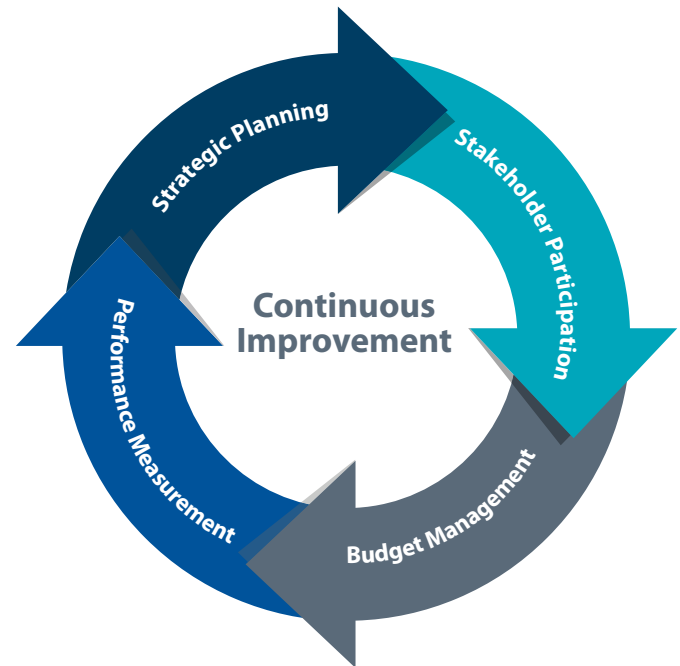 Strategic Planning
Stakeholder Participation
Continuous
Improvement
Performance Measurement
Budget Management